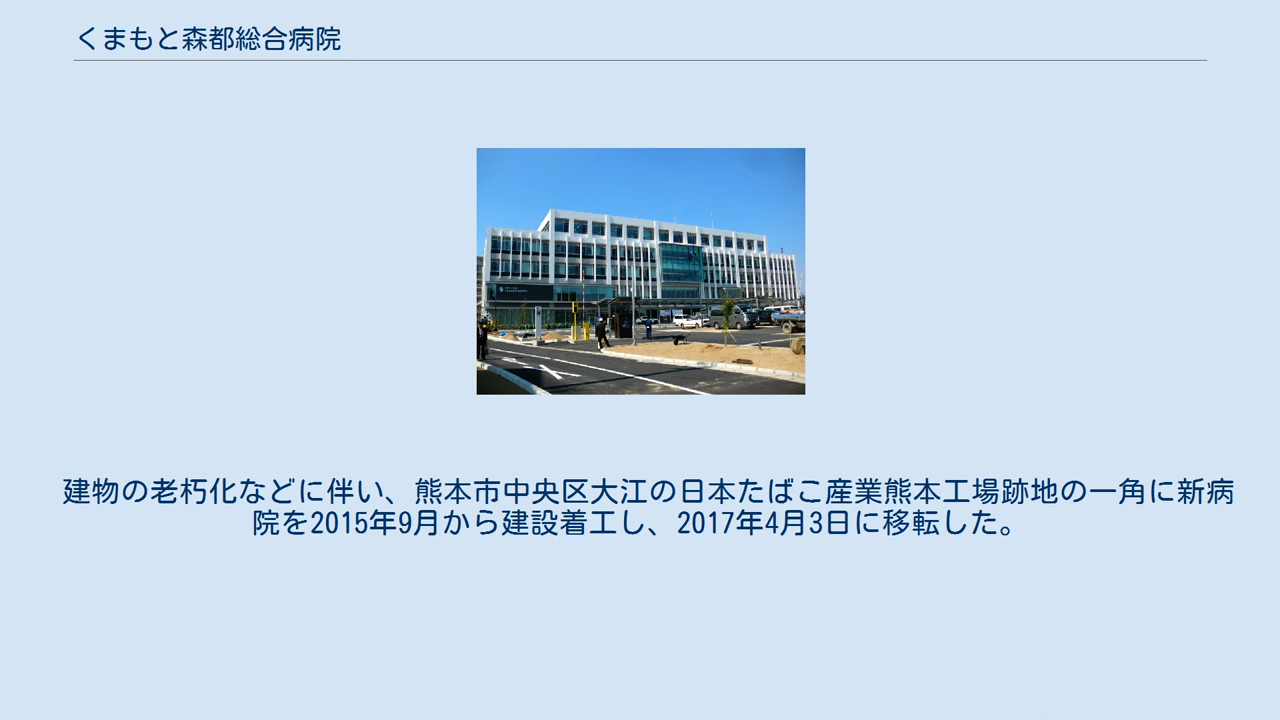 くまもと森都総合病院
建物の老朽化などに伴い、熊本市中央区大江の日本たばこ産業熊本工場跡地の一角に新病
院を2015年9月から建設着工し、2017年4月3日に移転した。